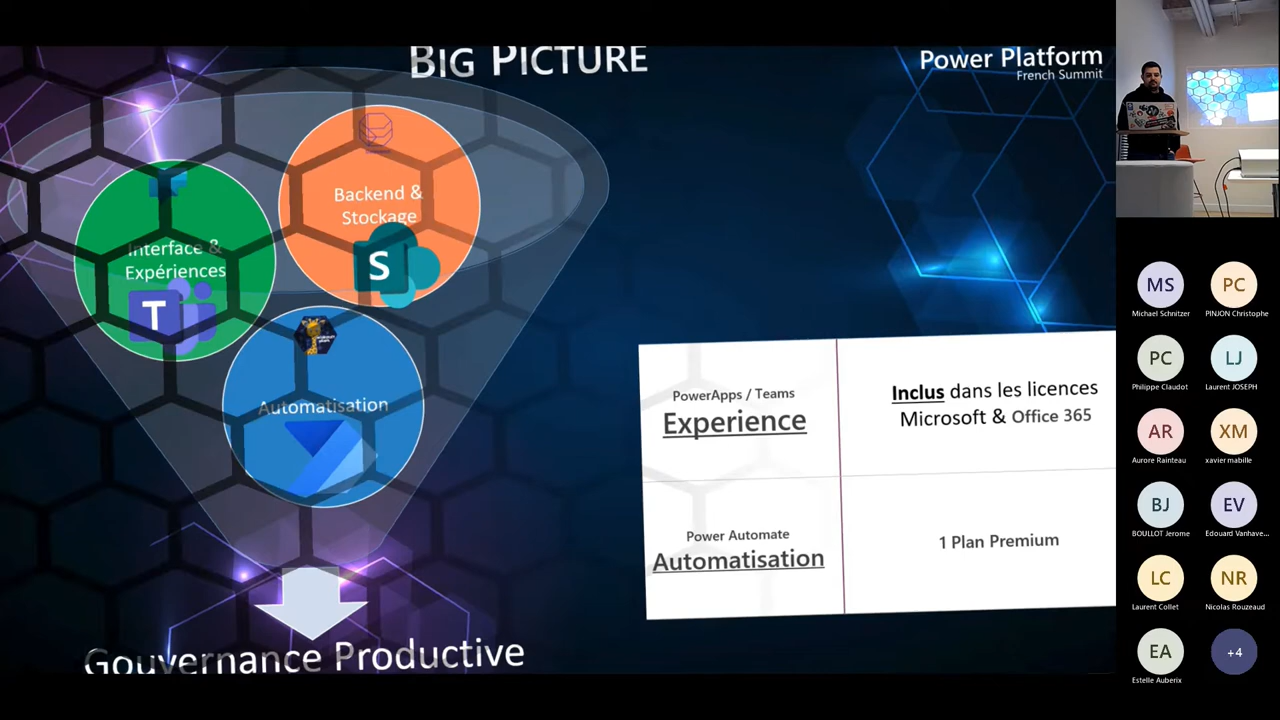 BIG PICTURE
Power Platform
French Summit
Backend &
Stockage
S
Interface &
Expériences
T
Automatisation
Gouvernance Productive
PowerApps / Teams
Experience
Inclus dans les licences
Microsoft & Office 365
Power Automate
Automatisation
1 Plan Premium
MS
Michael Schnitzer
PC
PINJON Christophe
PC
Philippe Claudot
LJ
Laurent JOSEPH
AR
Aurore Rainteau
XM
xavier mabille
BJ
BOULLOT Jerome
EV
Edouard Vanhave...
LC
Laurent Collet
NR
Nicolas Rouzeaud
EA
Estelle Auberix
+4